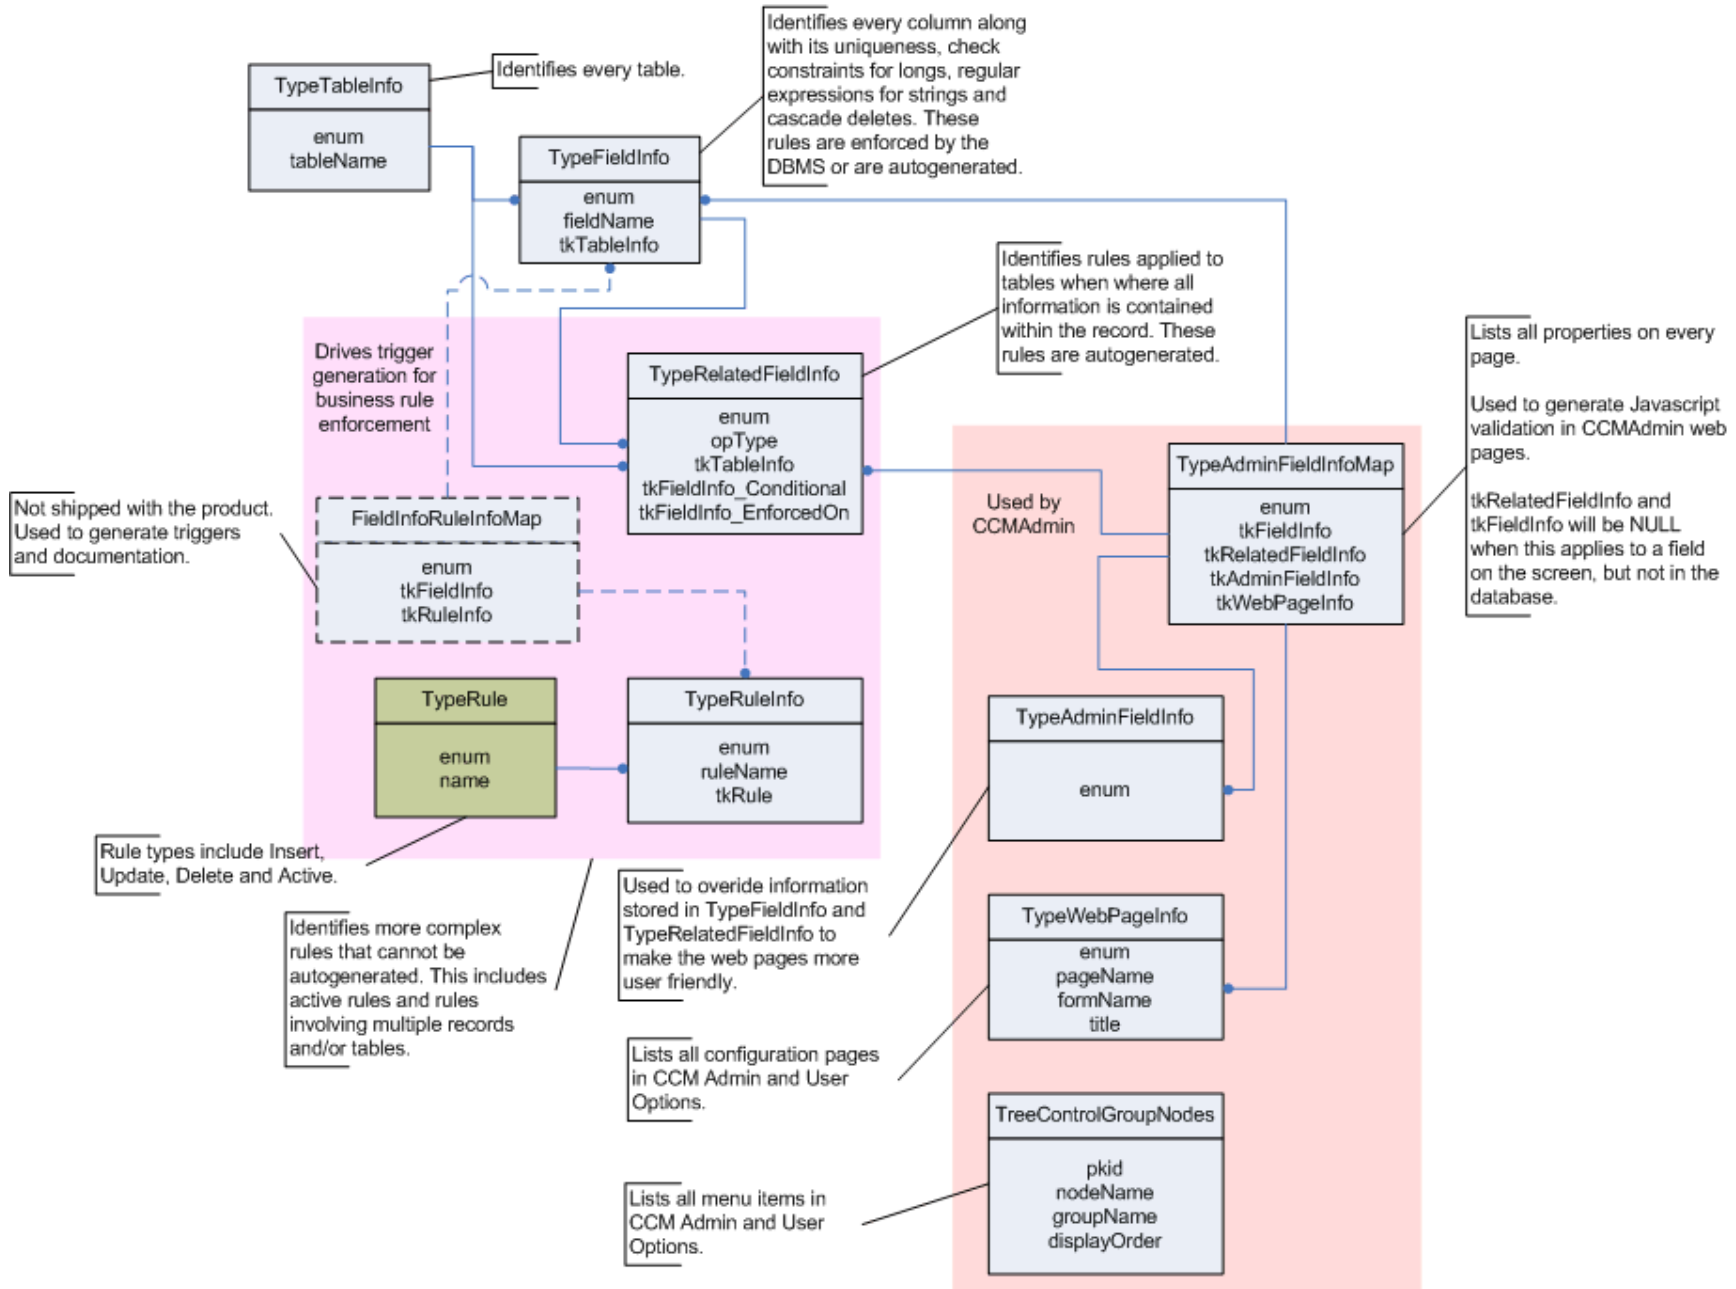 Identifies every column along
with its uniqueness, check
constraints for longs, regular
expressions for strings and
cascade deletes. These
rules are enforced by the
DBMS or are autogenerated.
Identifies every table.
TypeTableInfo
enum
tableName
TypeFieldInfo
enum
fieldName
tkTableInfo
Identifies rules applied to
tables when where all
information is contained
within the record. These
rules are autogenerated.
Lists all properties on every
page.
Used to generate Javascript
validation in CCMAdmin web
pages.
tkRelatedFieldInfo and
tkFieldInfo will be NULL
when this applies to a field
on the screen, but not in the
database.
Drives trigger
generation for
business rule
enforcement
TypeRelatedFieldInfo
enum
opType
tkTableInfo
tkFieldInfo_Conditional
tkFieldInfo_EnforcedOn
Used by
CCMAdmin
TypeAdminFieldInfoMap
enum
tkFieldInfo
tkRelatedFieldInfo
tkAdminFieldInfo
tkWebPageInfo
Not shipped with the product.
Used to generate triggers
and documentation.
FieldInfoRuleInfoMap
enum
tkFieldInfo
tkRuleInfo
TypeRule
enum
name
TypeRuleInfo
enum
ruleName
tkRule
TypeAdminFieldInfo
enum
Rule types include Insert,
Update, Delete and Active.
Identifies more complex
rules that cannot be
autogenerated. This includes
active rules and rules
involving multiple records
and/or tables.
Used to overide information
stored in TypeFieldInfo and
TypeRelatedFieldInfo to
make the web pages more
user friendly.
TypeWebPageInfo
enum
pageName
formName
title
Lists all configuration pages
in CCM Admin and User
Options.
TreeControlGroupNodes
pkid
nodeName
groupName
displayOrder
Lists all menu items in
CCM Admin and User
Options.